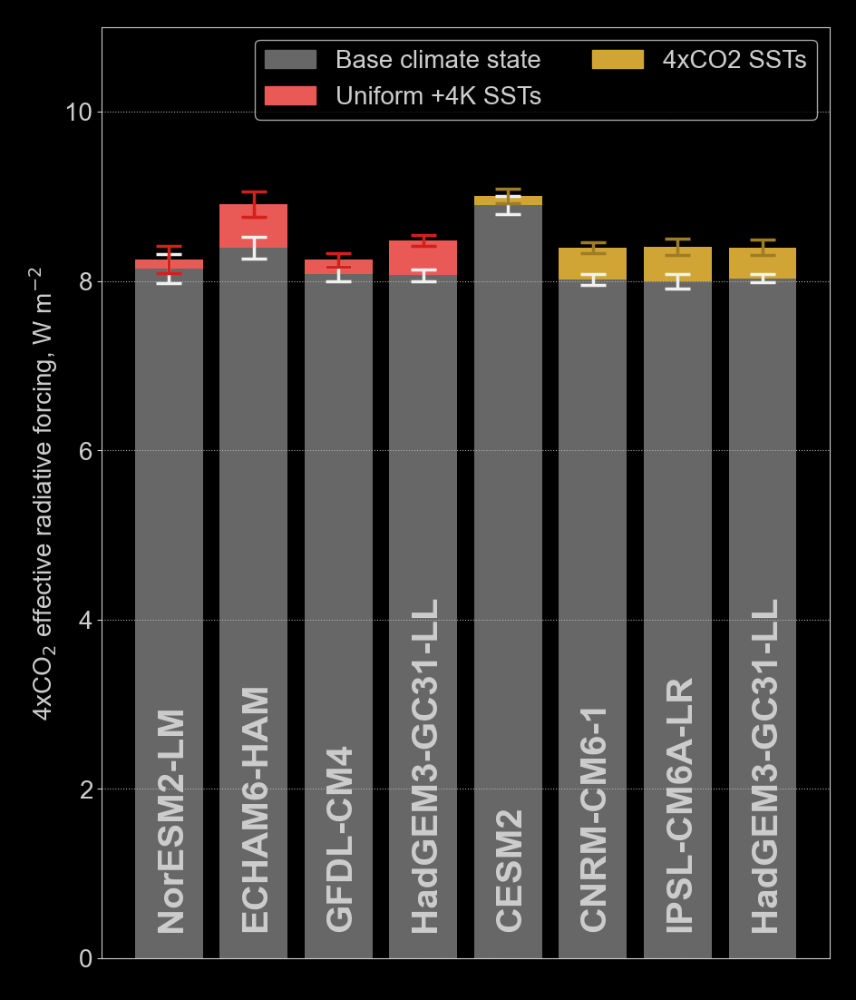 Base climate state
Uniform +4K SSTs
4xCO2 SSTs
4xCO₂ effective radiative forcing, W m⁻²
10
8
6
4
2
0
NorESM2-LM
ECHAM6-HAM
GFDL-CM4
HadGEM3-GC31-LL
CESM2
CNRM-CM6-1
IPSL-CM6A-LR
HadGEM3-GC31-LL